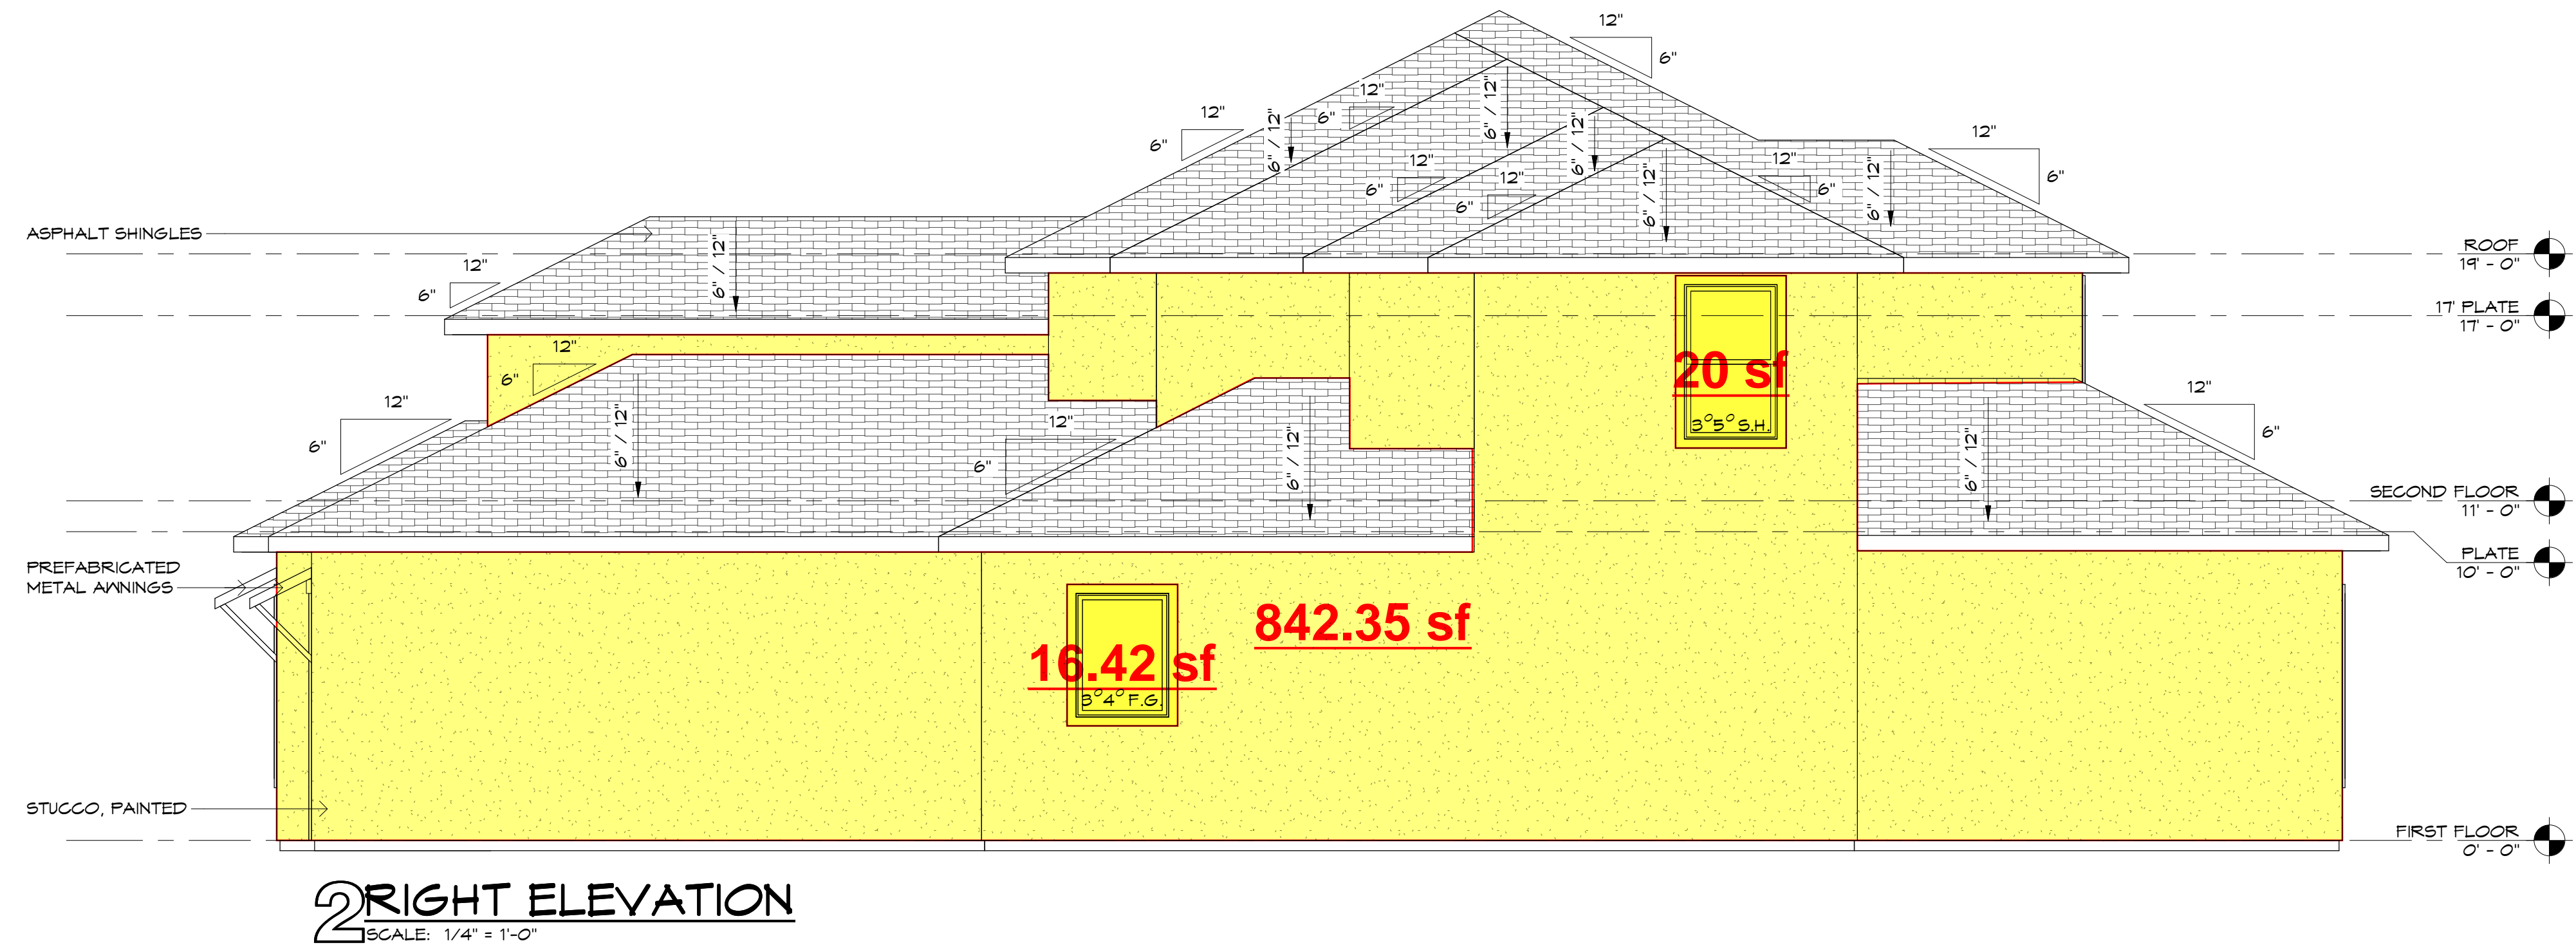 12"
6"
12"
6"
6" / 12"
12"
6"
6" / 12"
6" / 12"
12"
6"
12"
6"
12"
6"
12"
6"
6" / 12"
12"
6"
6" / 12"
12"
6"
ASPHALT SHINGLES
6" / 12"
12"
6"
ROOF
19' - 0"
17' PLATE
17' - 0"
12"
6"
20 sf
3⁰5⁰ S.H.
12"
6"
6" / 12"
12"
6"
6" / 12"
6" / 12"
12"
6"
SECOND FLOOR
11' - 0"
PLATE
10' - 0"
PREFABRICATED
METAL AWNINGS
842.35 sf
16.42 sf
3⁰4⁰ F.G.
STUCCO, PAINTED
FIRST FLOOR
0' - 0"
2 RIGHT ELEVATION
SCALE: 1/4" = 1'-0"